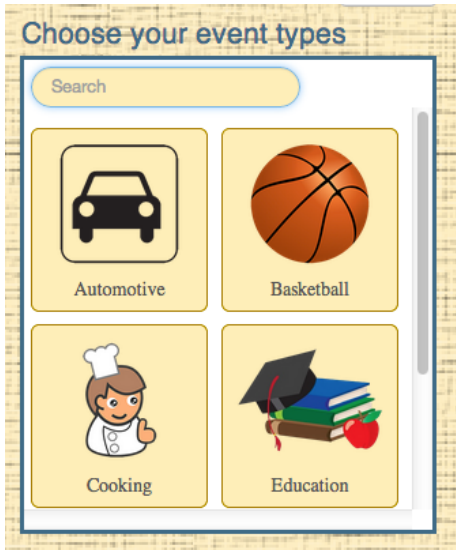 Choose your event types
Search
Automotive
Basketball
Cooking
Education